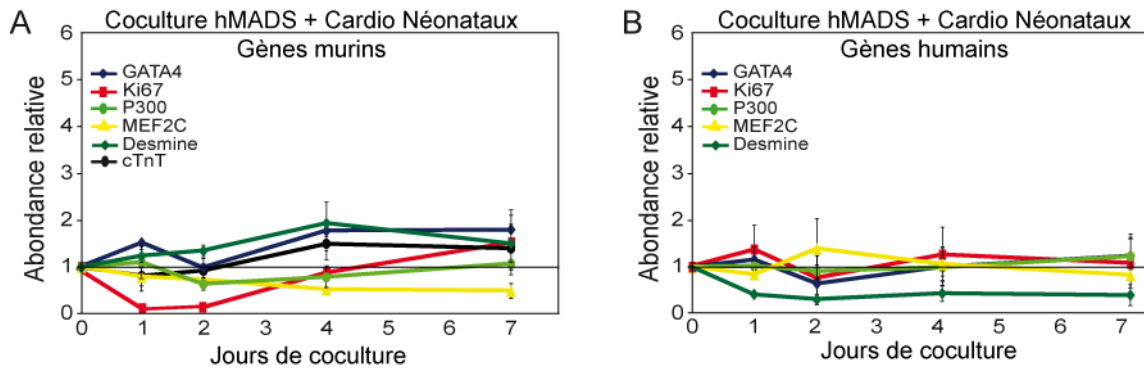 A
Coculture hMADS + Cardio Néonataux
Gènes murins
6
5
4
3
2
1
0
Abondance relative
GATA4
Ki67
P300
MEF2C
Desmine
cTnT
0 1 2 3 4 5 6 7
Jours de coculture
B
Coculture hMADS + Cardio Néonataux
Gènes humains
6
5
4
3
2
1
0
Abondance relative
GATA4
Ki67
P300
MEF2C
Desmine
0 1 2 3 4 5 6 7
Jours de coculture